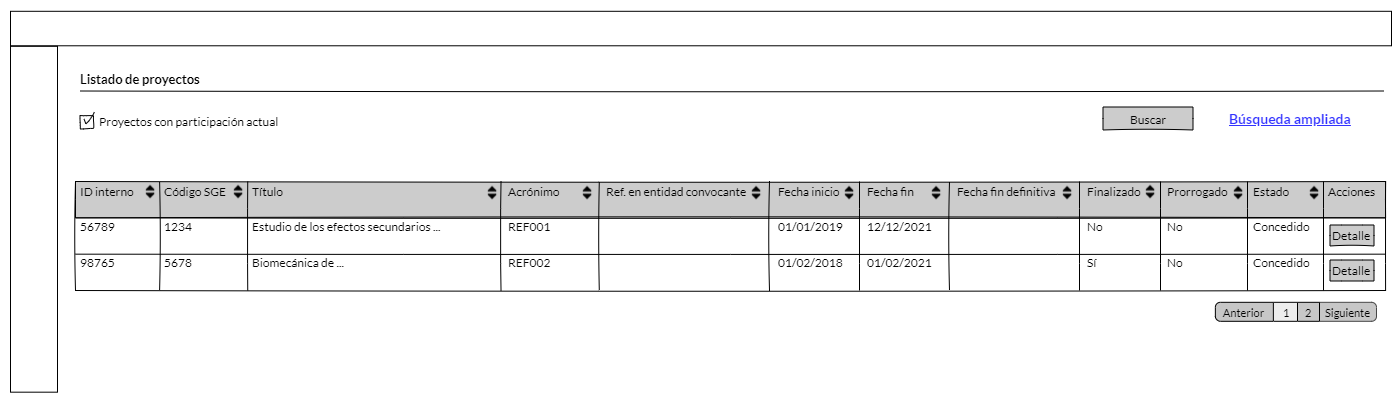 Listado de proyectos
Proyectos con participación actual
Buscar
Búsqueda ampliada
ID interno Código SGE Título Acrónimo Ref. en entidad convocante Fecha inicio Fecha fin Fecha fin definitiva Finalizado Prorrogado Estado Acciones
56789 1234 Estudio de los efectos secundarios ... REF001 01/01/2019 12/12/2021 No No Concedido Detalle
98765 5678 Biomecánica de ... REF002 01/02/2018 01/02/2021 Sí No Concedido Detalle
Anterior 1 2 Siguiente